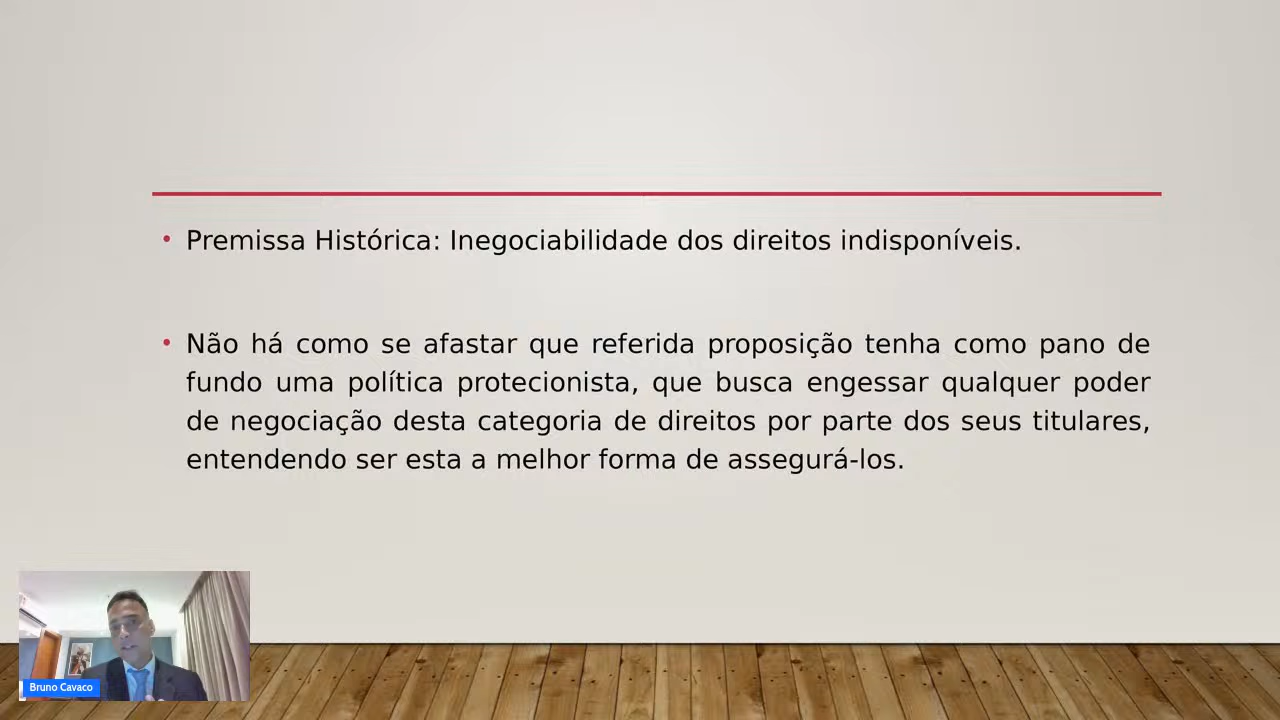 • Premissa Histórica: Inegociabilidade dos direitos indisponíveis.
• Não há como se afastar que referida proposição tenha como pano de
fundo uma política protecionista, que busca engessar qualquer poder
de negociação desta categoria de direitos por parte dos seus titulares,
entendendo ser esta a melhor forma de assegurá-los.
Bruno Cavaco